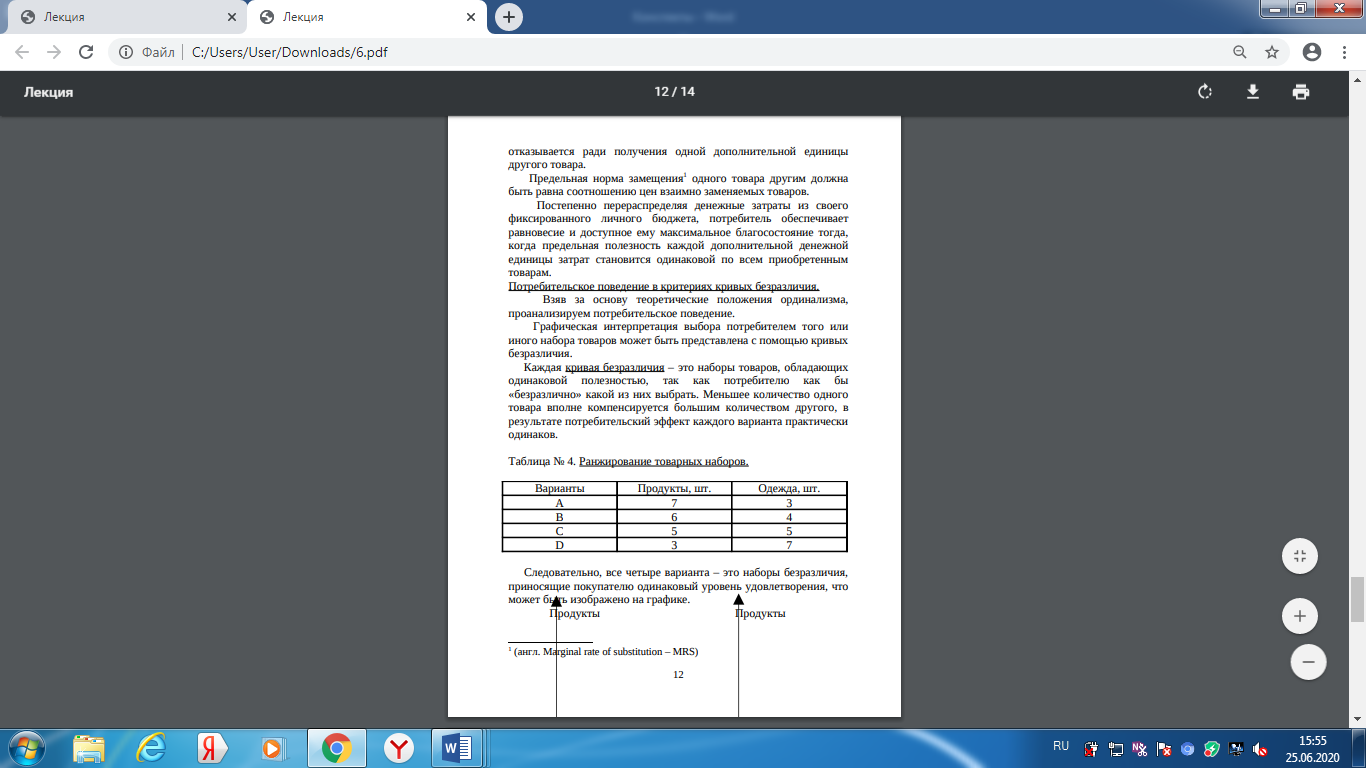 Лекция
Лекция
Конспекты - Word
Файл C:/Users/User/Downloads/6.pdf
Лекция
12 / 14
отказывается ради получения одной дополнительной единицы
другого товара.
Предельная норма замещения¹ одного товара другим должна
быть равна соотношению цен взаимно заменяемых товаров.
Постепенно перераспределяя денежные затраты из своего
фиксированного личного бюджета, потребитель обеспечивает
равновесие и доступное ему максимальное благосостояние тогда,
когда предельная полезность каждой дополнительной денежной
единицы затрат становится одинаковой по всем приобретенным
товарам.
Потребительское поведение в критериях кривых безразличия.
Взяв за основу теоретические положения ординализма,
проанализируем потребительское поведение.
Графическая интерпретация выбора потребителем того или
иного набора товаров может быть представлена с помощью кривых
безразличия.
Каждая кривая безразличия – это наборы товаров, обладающих
одинаковой полезностью, так как потребителю как бы
«безразлично» какой из них выбрать. Меньшее количество одного
товара вполне компенсируется большим количеством другого, в
результате потребительский эффект каждого варианта практически
одинаков.
Таблица № 4. Ранжирование товарных наборов.
Варианты Продукты, шт. Одежда, шт.
А 7 3
В 6 4
С 5 5
D 3 7
Следовательно, все четыре варианта – это наборы безразличия,
приносящие покупателю одинаковый уровень удовлетворения, что
может быть изображено на графике.
Продукты Продукты
¹ (англ. Marginal rate of substitution – MRS)
12
RU
15:55
25.06.2020